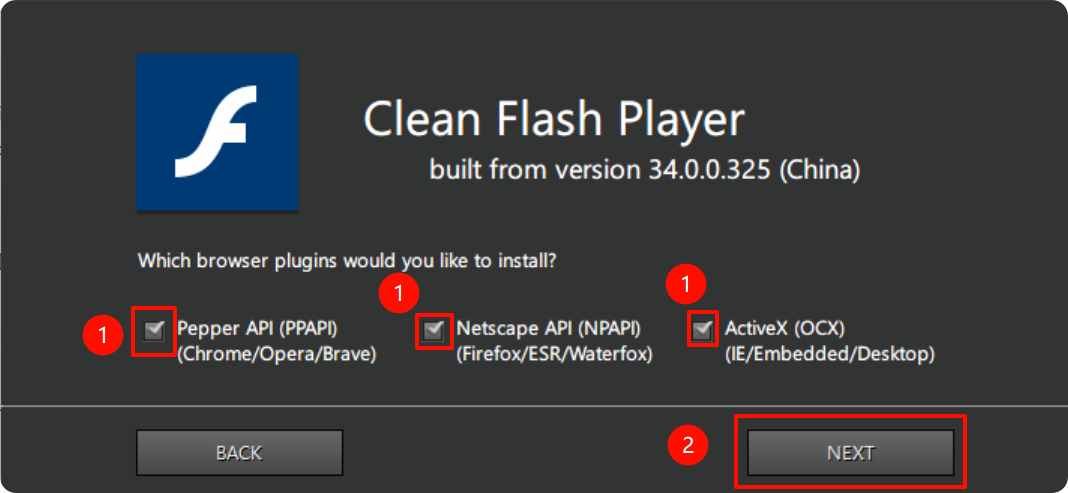 Clean Flash Player
built from version 34.0.0.325 (China)
Which browser plugins would you like to install?
1
1
1
Pepper API (PPAPI)
(Chrome/Opera/Brave)
Netscape API (NPAPI)
(Firefox/ESR/Waterfox)
ActiveX (OCX)
(IE/Embedded/Desktop)
BACK
2
NEXT